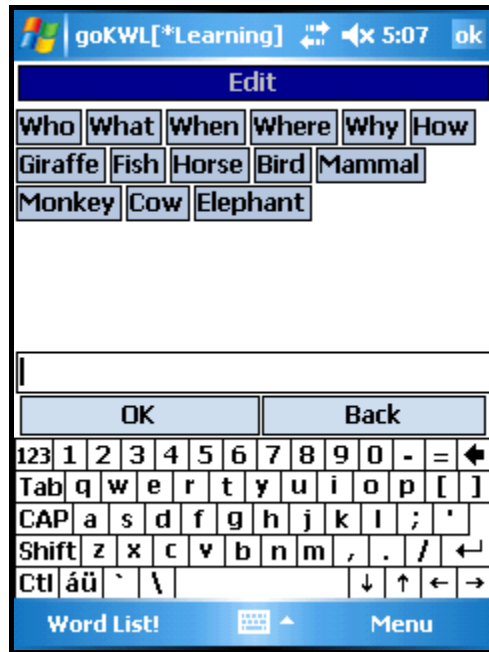 goKWL[*Learning] 5:07 ok
Edit
Who What When Where Why How
Giraffe Fish Horse Bird Mammal
Monkey Cow Elephant
OK Back
123 1 2 3 4 5 6 7 8 9 0 - = 
Tab q w e r t y u i o p [ ]
CAP a s d f g h j k l ; '
Shift z x c v b n m , . /
Ctl áü ` \ ↓ ↑ ← →
Word List! Menu